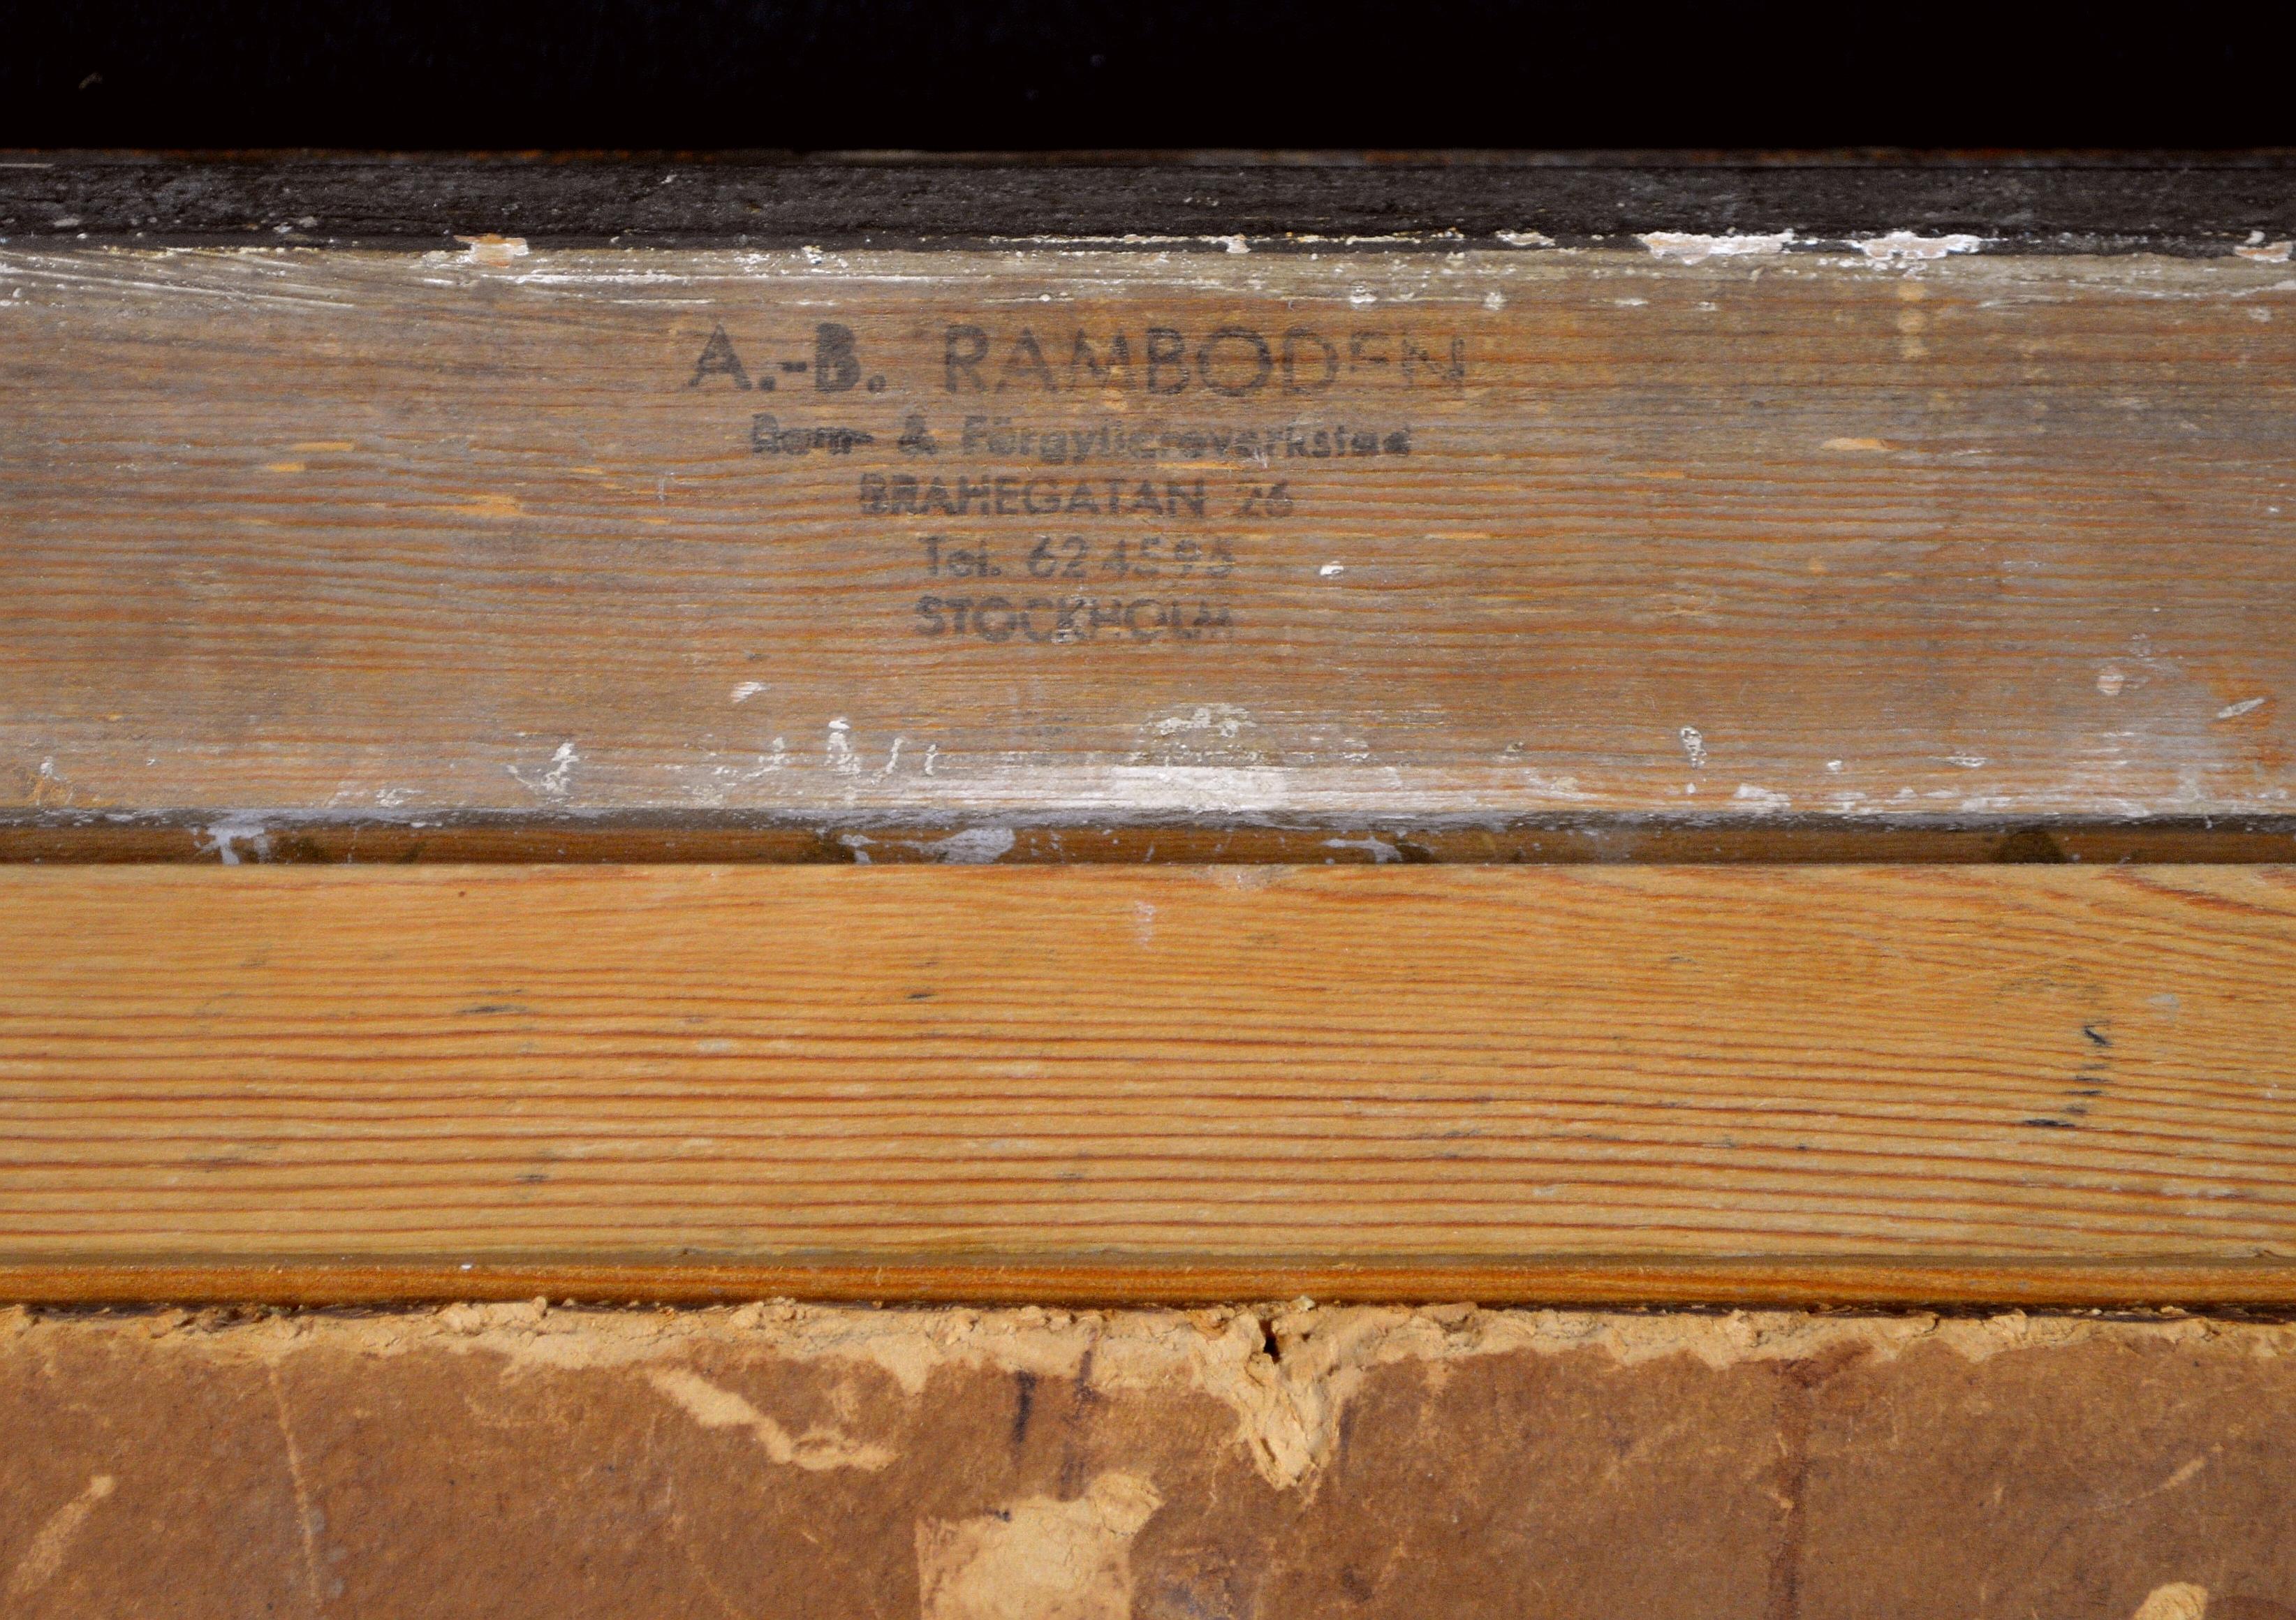 A.-B. RAMBODEN
Ram- & Förgyllareverkstad
BRAHEGATAN 26
Tel. 62 45 95
STOCKHOLM